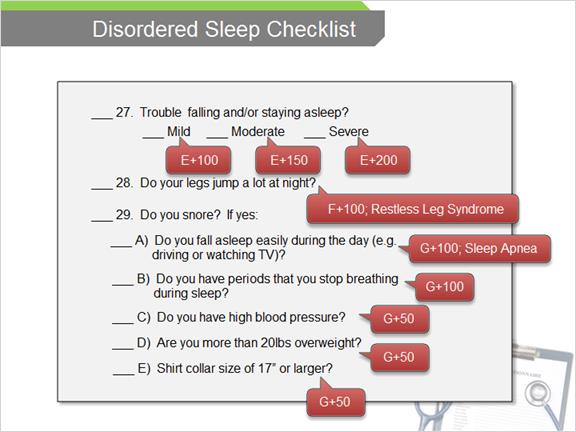 Disordered Sleep Checklist
___ 27. Trouble falling and/or staying asleep?
___ Mild ___ Moderate ___ Severe
E+100 E+150 E+200
___ 28. Do your legs jump a lot at night?
F+100; Restless Leg Syndrome
___ 29. Do you snore? If yes:
___ A) Do you fall asleep easily during the day (e.g.
driving or watching TV)?
G+100; Sleep Apnea
___ B) Do you have periods that you stop breathing
during sleep?
G+100
___ C) Do you have high blood pressure?
G+50
___ D) Are you more than 20lbs overweight?
G+50
___ E) Shirt collar size of 17" or larger?
G+50